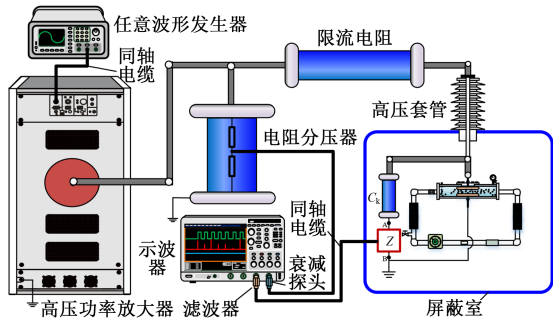 任意波形发生器
同轴
电缆
限流电阻
高压套管
电阻分压器
C_k
A
Z
B
同轴
电缆
示波
器
衰减
探头
高压功率放大器
滤波器
屏蔽室